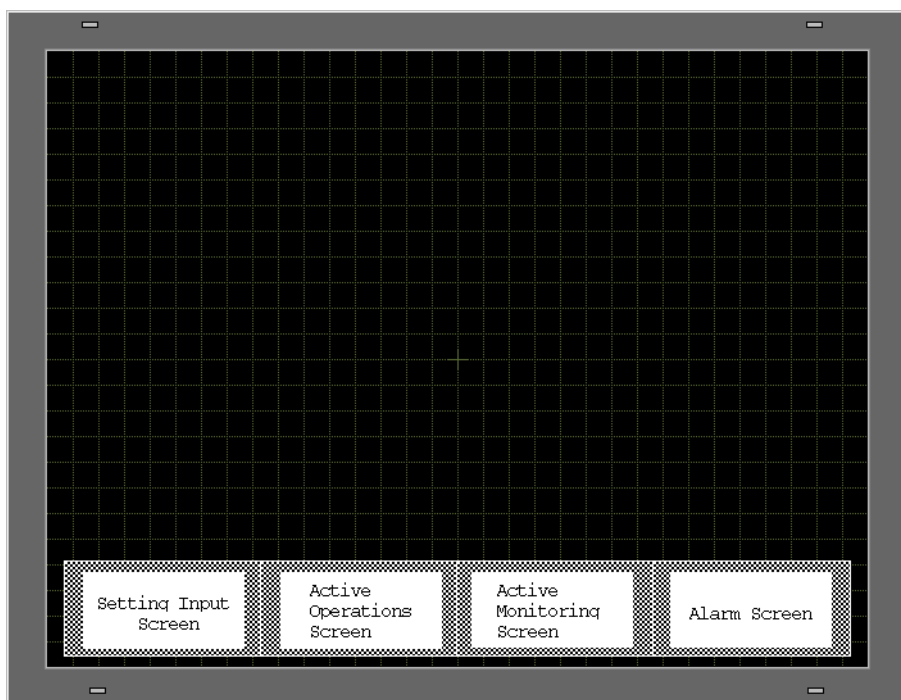 Setting Input
Screen
Active
Operations
Screen
Active
Monitoring
Screen
Alarm Screen